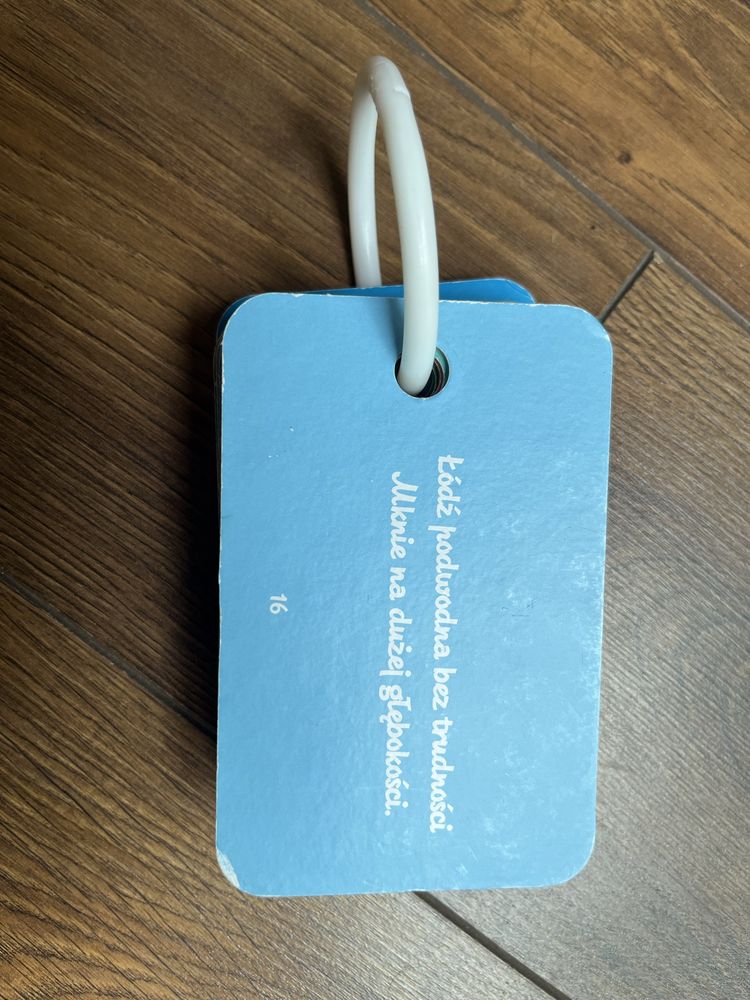 Łódź podwodna bez trudności
Mknie na dużej głębokości.
16